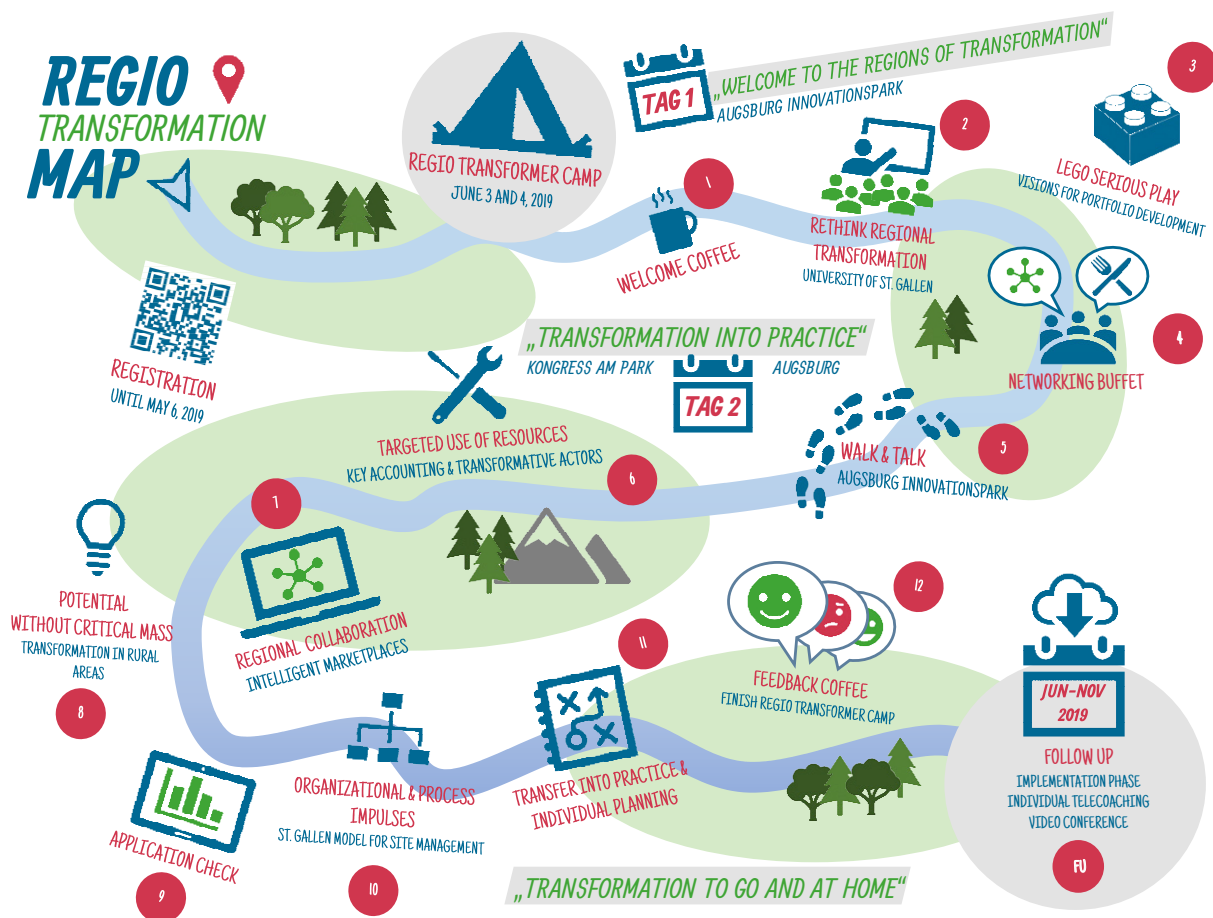 REGIO
TRANSFORMATION
MAP
REGIO TRANSFORMER CAMP
JUNE 3 AND 4, 2019
TAG 1
„WELCOME TO THE REGIONS OF TRANSFORMATION“
AUGSBURG INNOVATIONSPARK
REGISTRATION
UNTIL MAY 6, 2019
1
WELCOME COFFEE
2
RETHINK REGIONAL
TRANSFORMATION
UNIVERSITY OF ST. GALLEN
3
LEGO SERIOUS PLAY
VISIONS FOR PORTFOLIO DEVELOPMENT
4
NETWORKING BUFFET
5
WALK & TALK
AUGSBURG INNOVATIONSPARK
„TRANSFORMATION INTO PRACTICE“
KONGRESS AM PARK
AUGSBURG
TAG 2
TARGETED USE OF RESOURCES
KEY ACCOUNTING & TRANSFORMATIVE ACTORS
6
7
REGIONAL COLLABORATION
INTELLIGENT MARKETPLACES
POTENTIAL
WITHOUT CRITICAL MASS
TRANSFORMATION IN RURAL
AREAS
8
APPLICATION CHECK
9
ORGANIZATIONAL & PROCESS
IMPULSES
ST. GALLEN MODEL FOR SITE MANAGEMENT
10
11
TRANSFER INTO PRACTICE &
INDIVIDUAL PLANNING
12
FEEDBACK COFFEE
FINISH REGIO TRANSFORMER CAMP
„TRANSFORMATION TO GO AND AT HOME“
JUN-NOV
2019
FOLLOW UP
IMPLEMENTATION PHASE
INDIVIDUAL TELECOACHING
VIDEO CONFERENCE
FU